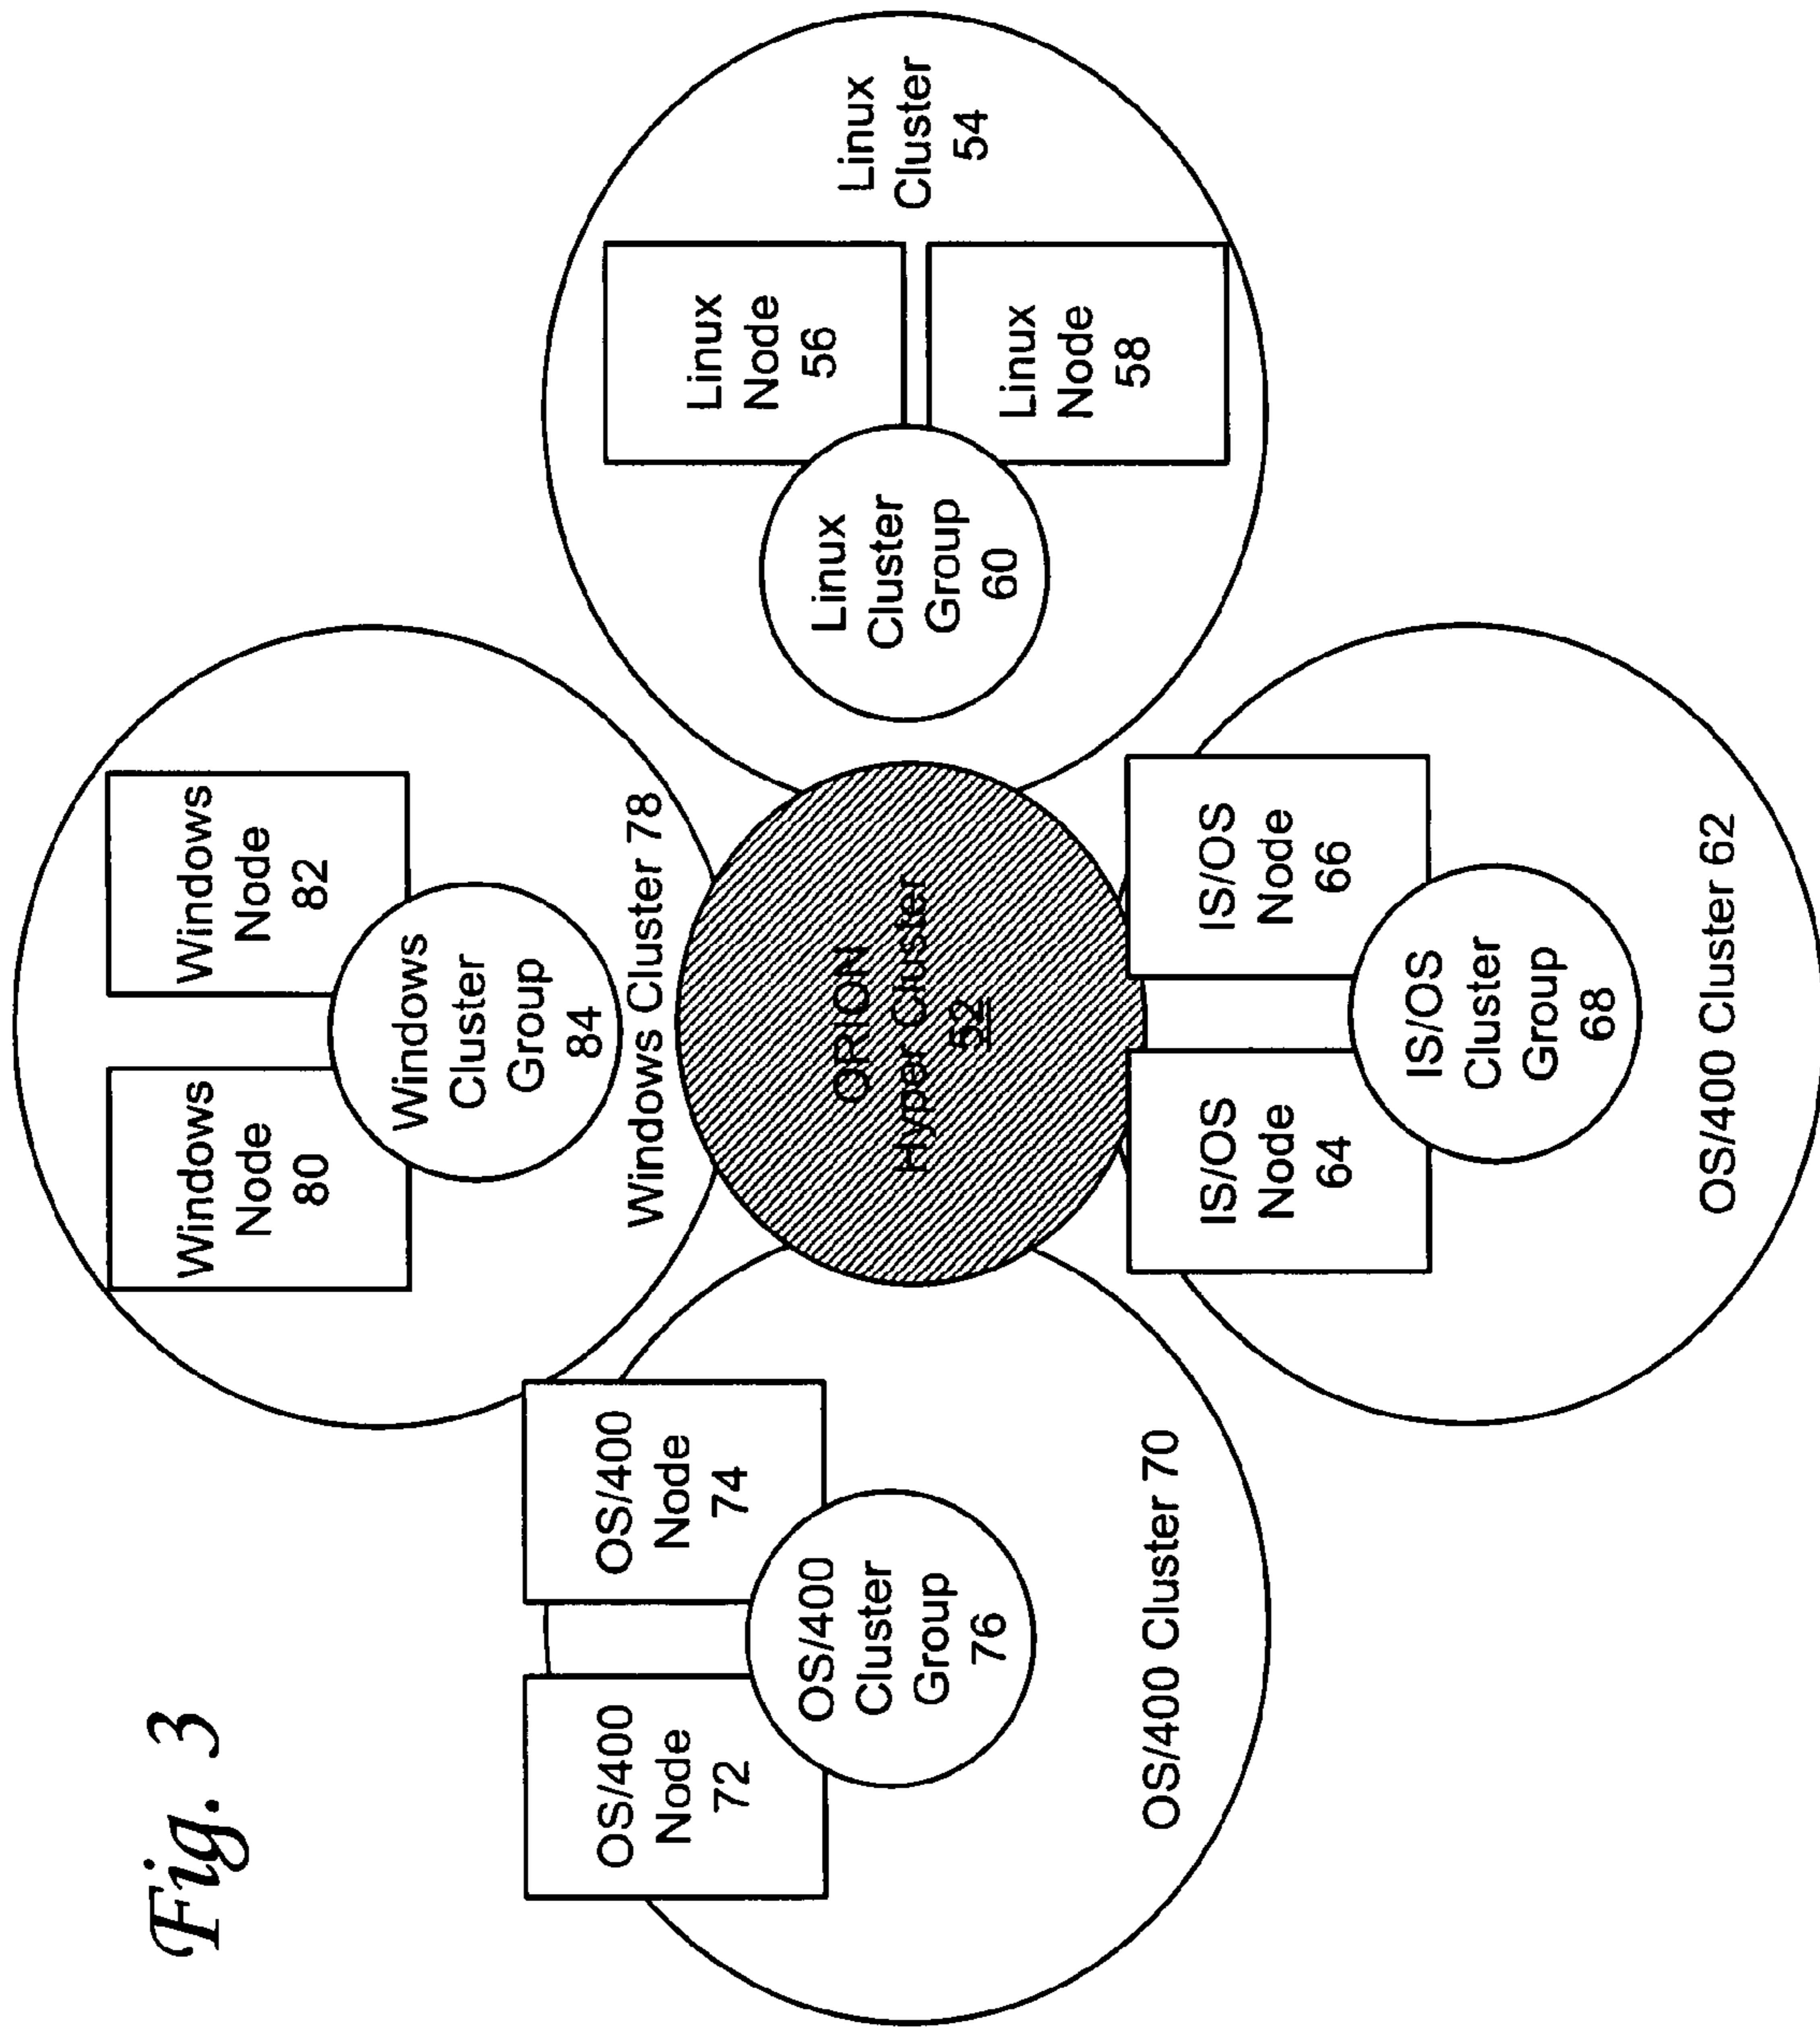 Fig. 3
Windows
Node
80
Windows
Node
82
Windows
Cluster
Group
84
Windows Cluster 78
OS/400
Node
72
OS/400
Node
74
OS/400
Cluster
Group
76
OS/400 Cluster 70
ORION
Hyper Cluster
52
Linux
Cluster
Group
60
Linux
Node
56
Linux
Node
58
Linux
Cluster
54
IS/OS
Node
64
IS/OS
Node
66
IS/OS
Cluster
Group
68
OS/400 Cluster 62